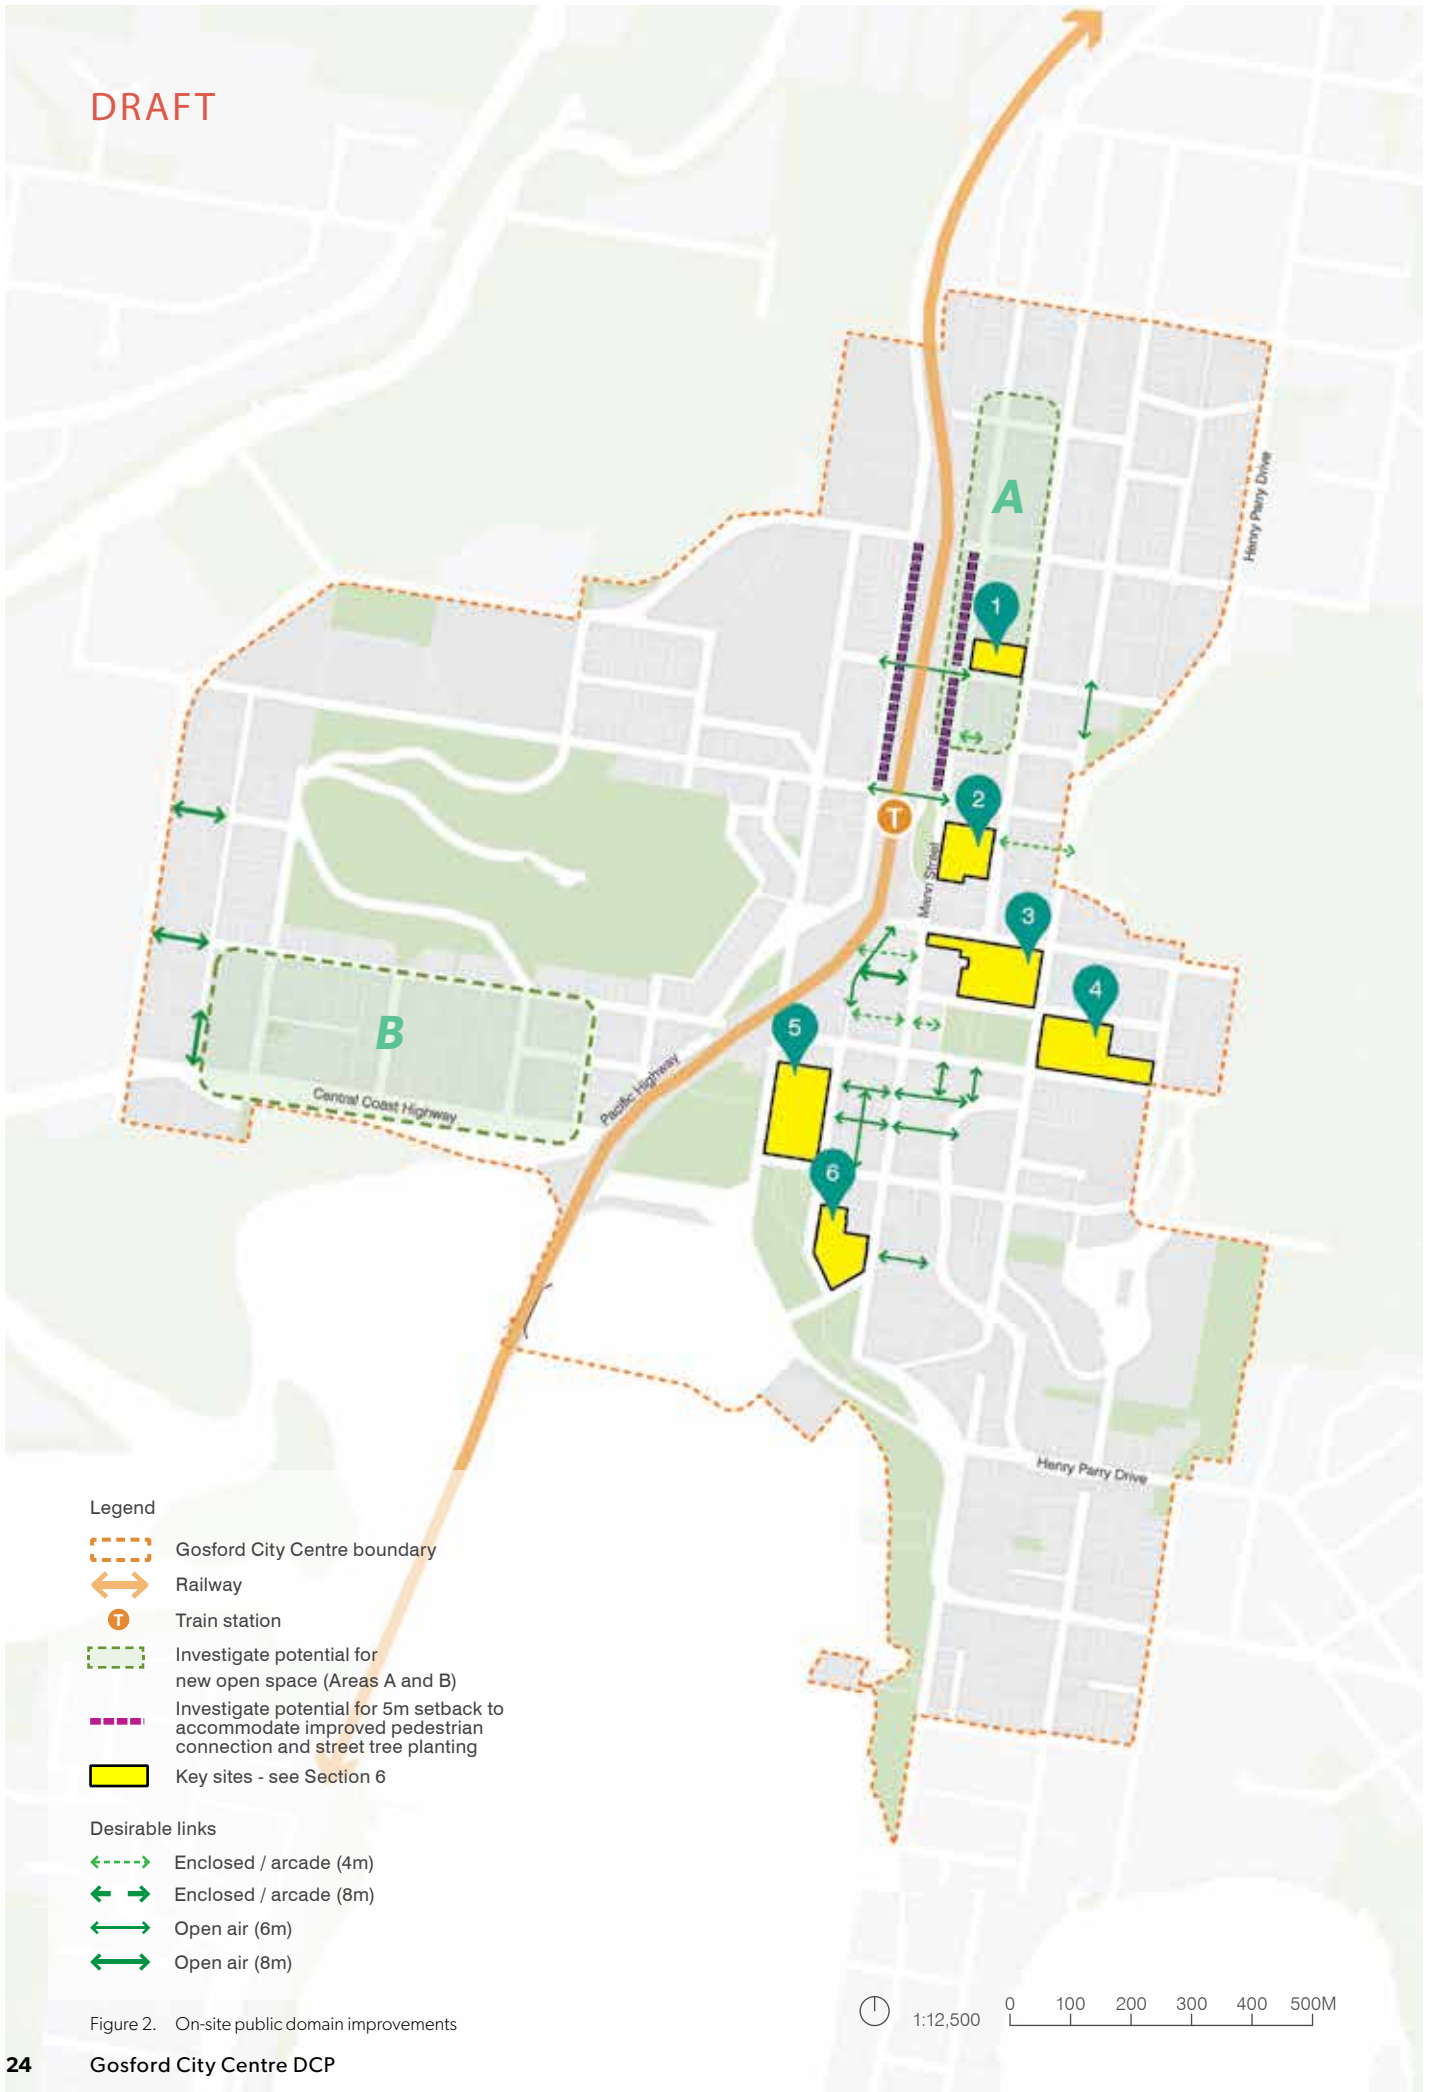 DRAFT
Henry Parry Drive
A
1
T
2
Mann Street
3
4
B
5
Central Coast Highway
Pacific Highway
6
Henry Parry Drive
Legend
Gosford City Centre boundary
Railway
T
Train station
Investigate potential for
new open space (Areas A and B)
Investigate potential for 5m setback to
accommodate improved pedestrian
connection and street tree planting
Key sites - see Section 6
Desirable links
Enclosed / arcade (4m)
Enclosed / arcade (8m)
Open air (6m)
Open air (8m)
1:12,500
0 100 200 300 400 500M
Figure 2. On-site public domain improvements
24 Gosford City Centre DCP